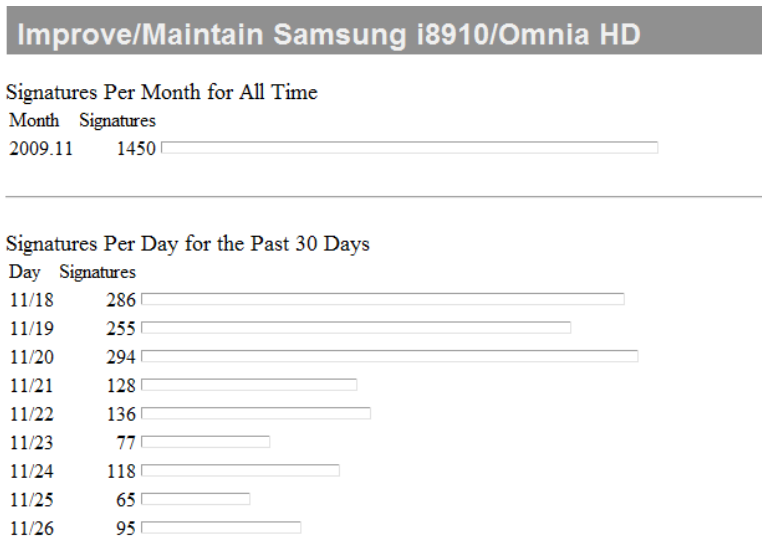 Improve/Maintain Samsung i8910/Omnia HD
Signatures Per Month for All Time
Month Signatures
2009.11 1450
Signatures Per Day for the Past 30 Days
Day Signatures
11/18 286
11/19 255
11/20 294
11/21 128
11/22 136
11/23 77
11/24 118
11/25 65
11/26 95